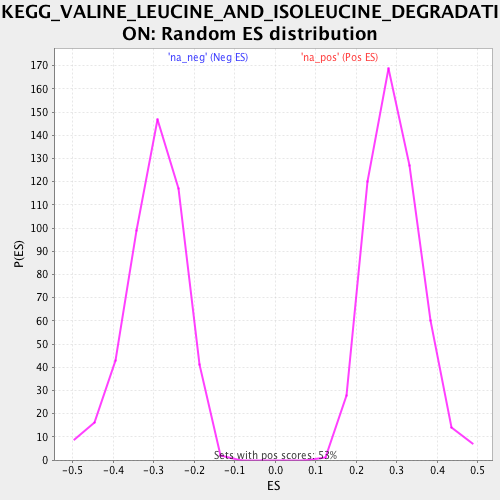 KEGG_VALINE_LEUCINE_AND_ISOLEUCINE_DEGRADATI
ON: Random ES distribution
'na_neg' (Neg ES) 'na_pos' (Pos ES)
170
160
150
140
130
120
110
100
90
80
70
60
50
40
30
20
10
0
P(ES)
Sets with pos scores: 53%
-0.5 -0.4 -0.3 -0.2 -0.1 0.0 0.1 0.2 0.3 0.4 0.5
ES